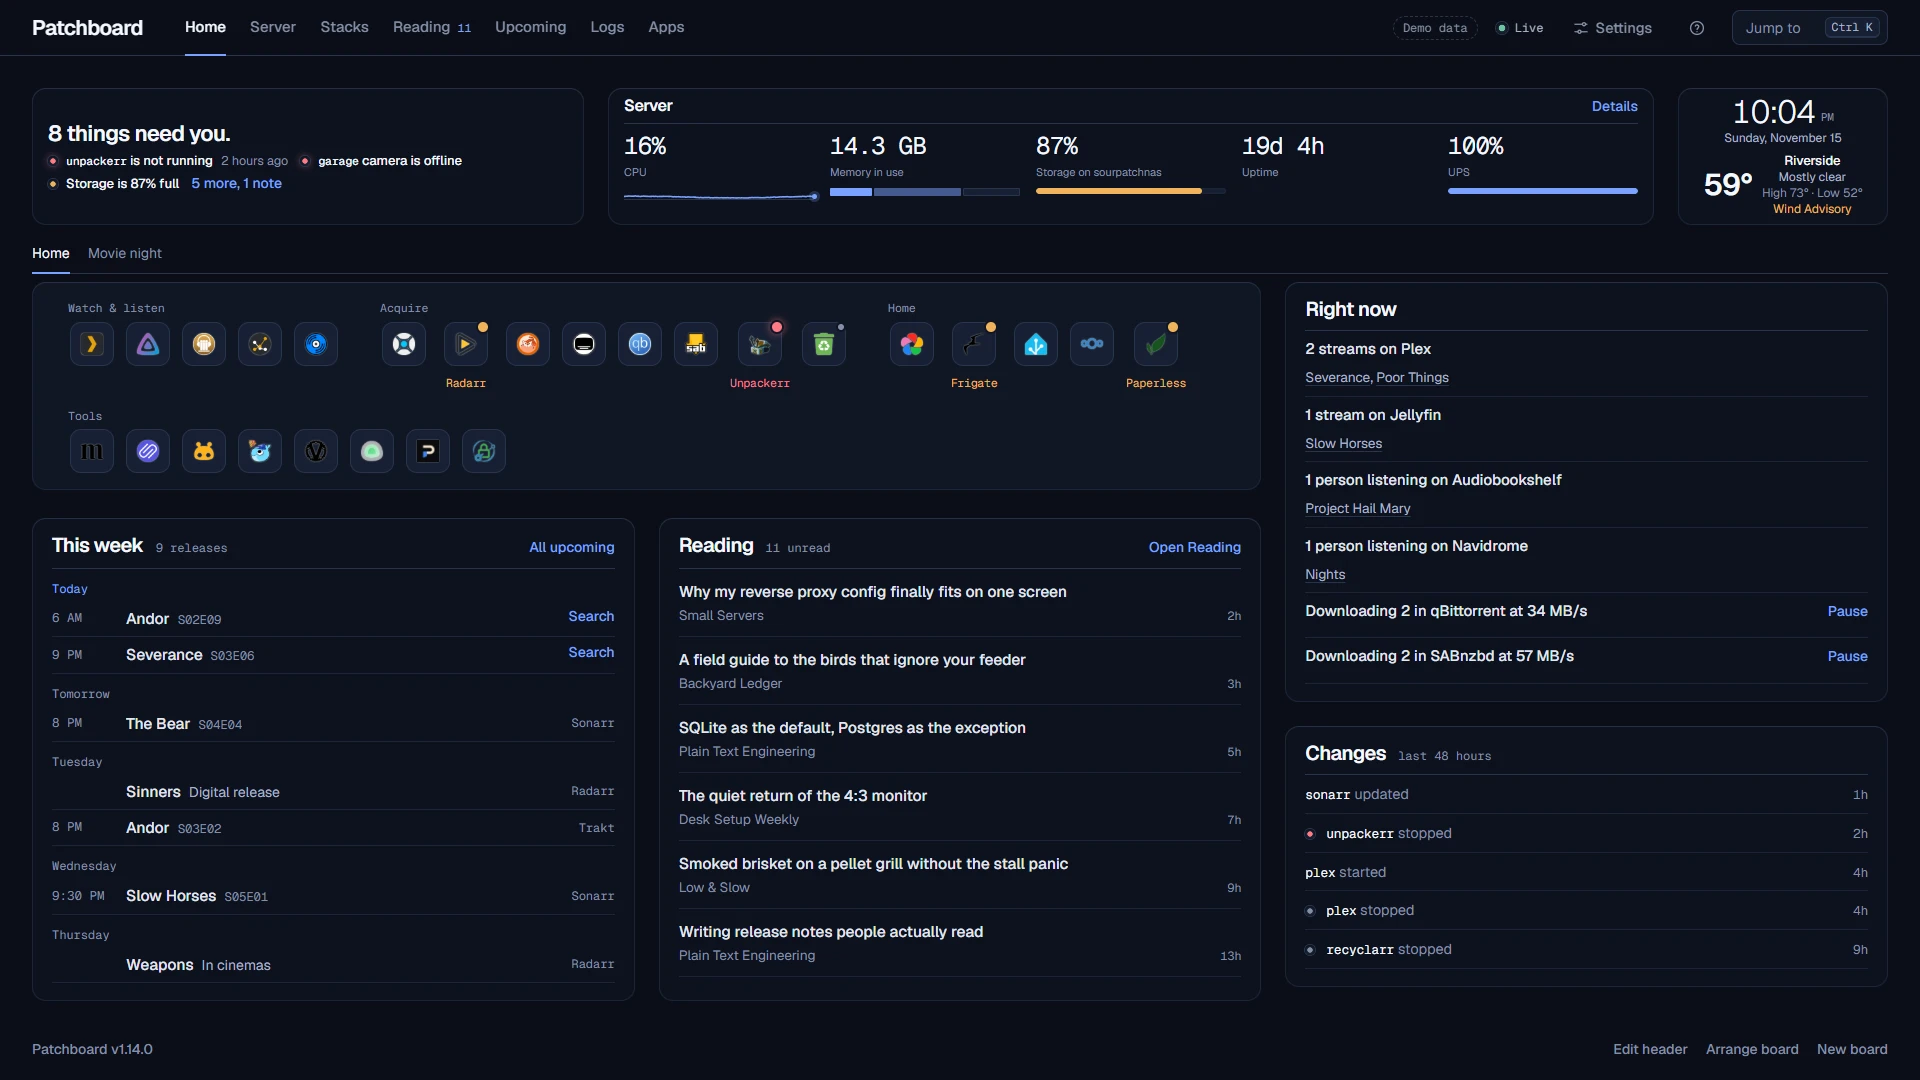 Patchboard
Home
Server
Stacks
Reading 11
Upcoming
Logs
Apps
Demo data
Live
Settings
Jump to
Ctrl K
8 things need you.
unpackerr is not running 2 hours ago
garage camera is offline
Storage is 87% full
5 more, 1 note
Server
Details
16%
CPU
14.3 GB
Memory in use
87%
Storage on sourpatchnas
19d 4h
Uptime
100%
UPS
10:04 PM
Sunday, November 15
59°
Riverside
Mostly clear
High 73° · Low 52°
Wind Advisory
Home
Movie night
Watch & listen
Acquire
qb
sab
Radarr
Unpackerr
Home
Frigate
Paperless
Tools
Right now
2 streams on Plex
Severance, Poor Things
1 stream on Jellyfin
Slow Horses
1 person listening on Audiobookshelf
Project Hail Mary
1 person listening on Navidrome
Nights
Downloading 2 in qBittorrent at 34 MB/s
Pause
Downloading 2 in SABnzbd at 57 MB/s
Pause
This week 9 releases
All upcoming
Today
6 AM Andor S02E09 Search
9 PM Severance S03E06 Search
Tomorrow
8 PM The Bear S04E04 Sonarr
Tuesday
Sinners Digital release Radarr
8 PM Andor S03E02 Trakt
Wednesday
9:30 PM Slow Horses S05E01 Sonarr
Thursday
Weapons In cinemas Radarr
Reading 11 unread
Open Reading
Why my reverse proxy config finally fits on one screen
Small Servers 2h
A field guide to the birds that ignore your feeder
Backyard Ledger 3h
SQLite as the default, Postgres as the exception
Plain Text Engineering 5h
The quiet return of the 4:3 monitor
Desk Setup Weekly 7h
Smoked brisket on a pellet grill without the stall panic
Low & Slow 9h
Writing release notes people actually read
Plain Text Engineering 13h
Changes last 48 hours
sonarr updated 1h
unpackerr stopped 2h
plex started 4h
plex stopped 4h
recyclarr stopped 9h
Patchboard v1.14.0
Edit header
Arrange board
New board